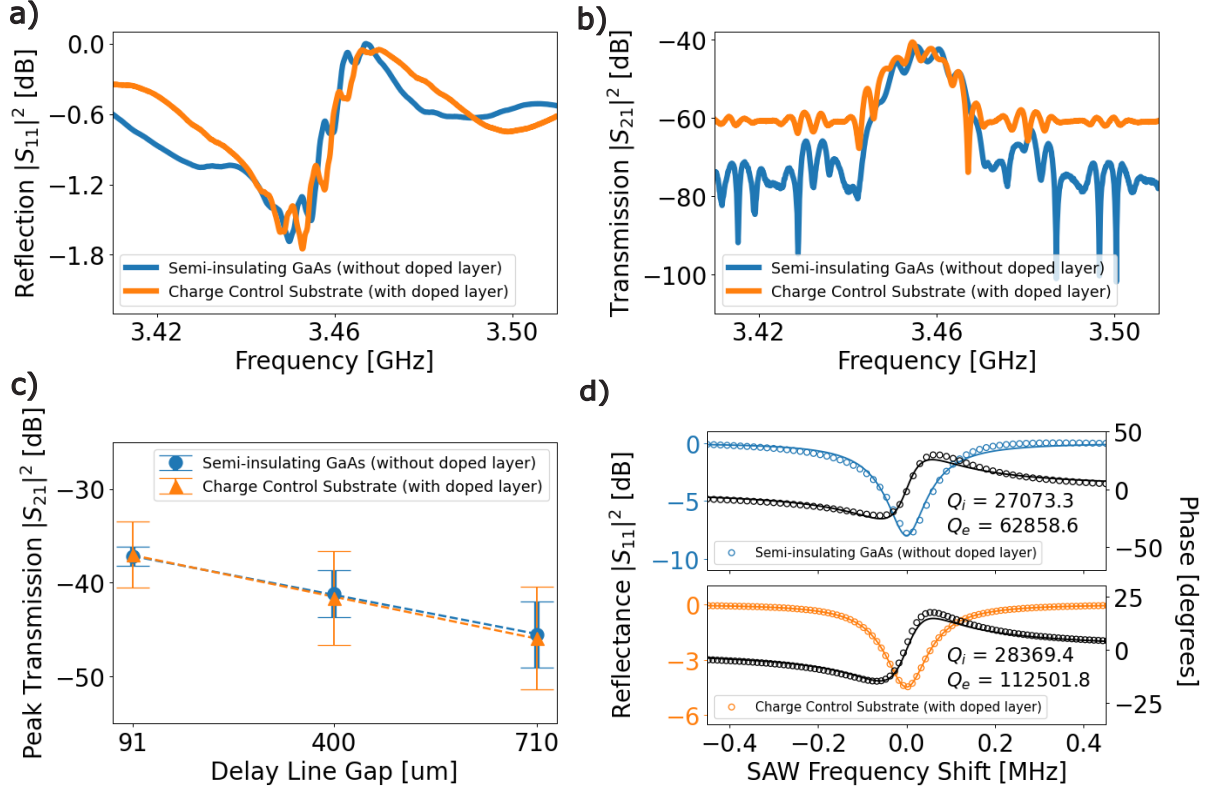 a)
Reflection |S₁₁|² [dB]
0.0
−0.6
−1.2
−1.8
Semi-insulating GaAs (without doped layer)
Charge Control Substrate (with doped layer)
3.42
3.46
3.50
Frequency [GHz]
b)
Transmission |S₂₁|² [dB]
−40
−60
−80
−100
Semi-insulating GaAs (without doped layer)
Charge Control Substrate (with doped layer)
3.42
3.46
3.50
Frequency [GHz]
c)
Peak Transmission |S₂₁|² [dB]
−30
−40
−50
Semi-insulating GaAs (without doped layer)
Charge Control Substrate (with doped layer)
91
400
710
Delay Line Gap [um]
d)
Reflectance |S₁₁|² [dB]
0
−5
−10
50
0
−50
Qᵢ = 27073.3
Qₑ = 62858.6
Semi-insulating GaAs (without doped layer)
0
−3
−6
25
0
−25
Qᵢ = 28369.4
Qₑ = 112501.8
Charge Control Substrate (with doped layer)
Phase [degrees]
−0.4
−0.2
0.0
0.2
0.4
SAW Frequency Shift [MHz]